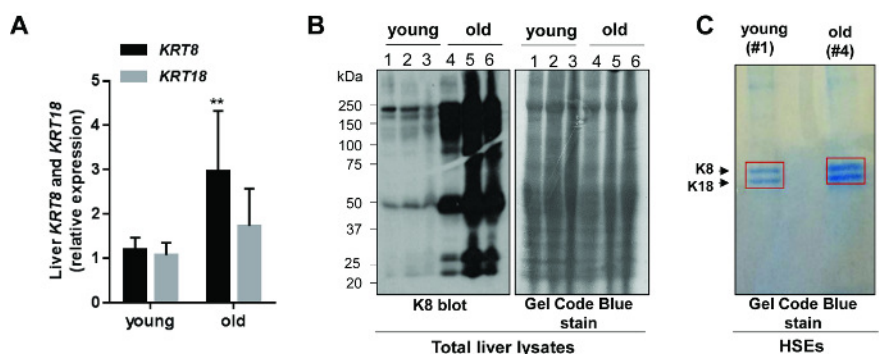 A
KRT8
KRT18
Liver KRT8 and KRT18
(relative expression)
5
4
3
2
1
0
**
young
old
B
young
old
young
old
1 2 3 4 5 6
1 2 3 4 5 6
kDa
250
150
100
75
50
37
25
20
K8 blot
Gel Code Blue
stain
Total liver lysates
C
young
(#1)
old
(#4)
K8
K18
Gel Code Blue
stain
HSEs